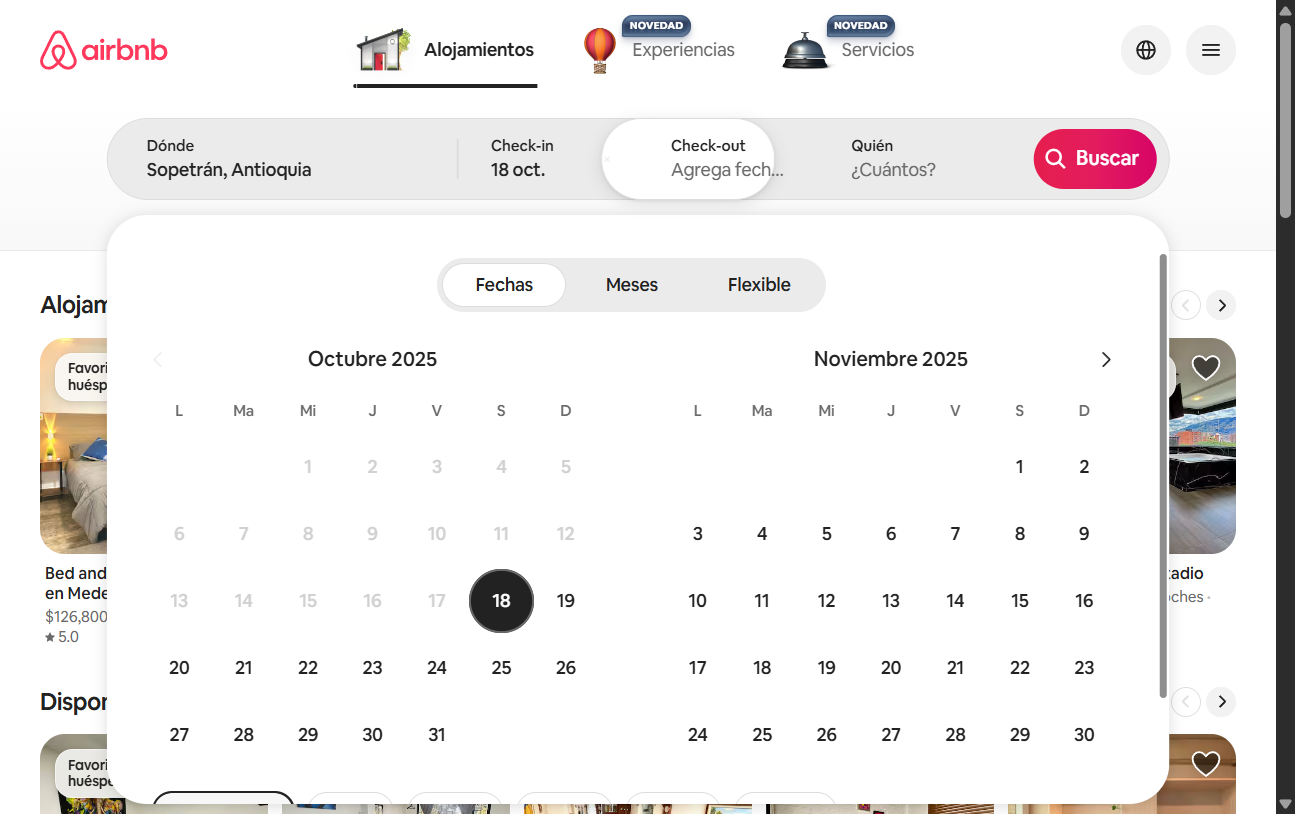 airbnb
Alojamientos
NOVEDAD
Experiencias
NOVEDAD
Servicios
Dónde
Sopetrán, Antioquia
Check-in
18 oct.
Check-out
Agrega fech...
Quién
¿Cuántos?
Buscar
Fechas
Meses
Flexible
Octubre 2025
L Ma Mi J V S D
1 2 3 4 5
6 7 8 9 10 11 12
13 14 15 16 17 18 19
20 21 22 23 24 25 26
27 28 29 30 31
Noviembre 2025
L Ma Mi J V S D
1 2
3 4 5 6 7 8 9
10 11 12 13 14 15 16
17 18 19 20 21 22 23
24 25 26 27 28 29 30
Alojam
Favori
huésp
Bed and
en Mede
$126,800
5.0
tadio
oches ·
Dispon
Favori
huéspe